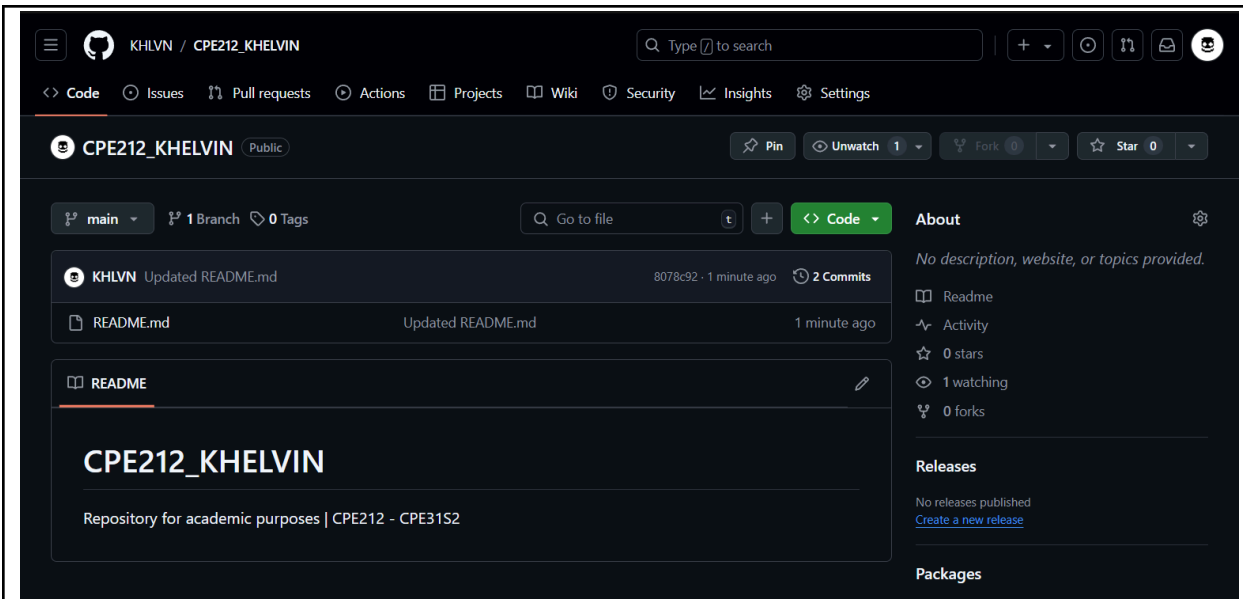 KHLVN / CPE212_KHELVIN
Type / to search
Code Issues Pull requests Actions Projects Wiki Security Insights Settings
CPE212_KHELVIN Public
Pin Unwatch 1 Fork 0 Star 0
main 1 Branch 0 Tags
Go to file t
Code
KHLVN Updated README.md 8078c92 · 1 minute ago 2 Commits
README.md Updated README.md 1 minute ago
README
CPE212_KHELVIN
Repository for academic purposes | CPE212 - CPE31S2
About
No description, website, or topics provided.
Readme
Activity
0 stars
1 watching
0 forks
Releases
No releases published
Create a new release
Packages